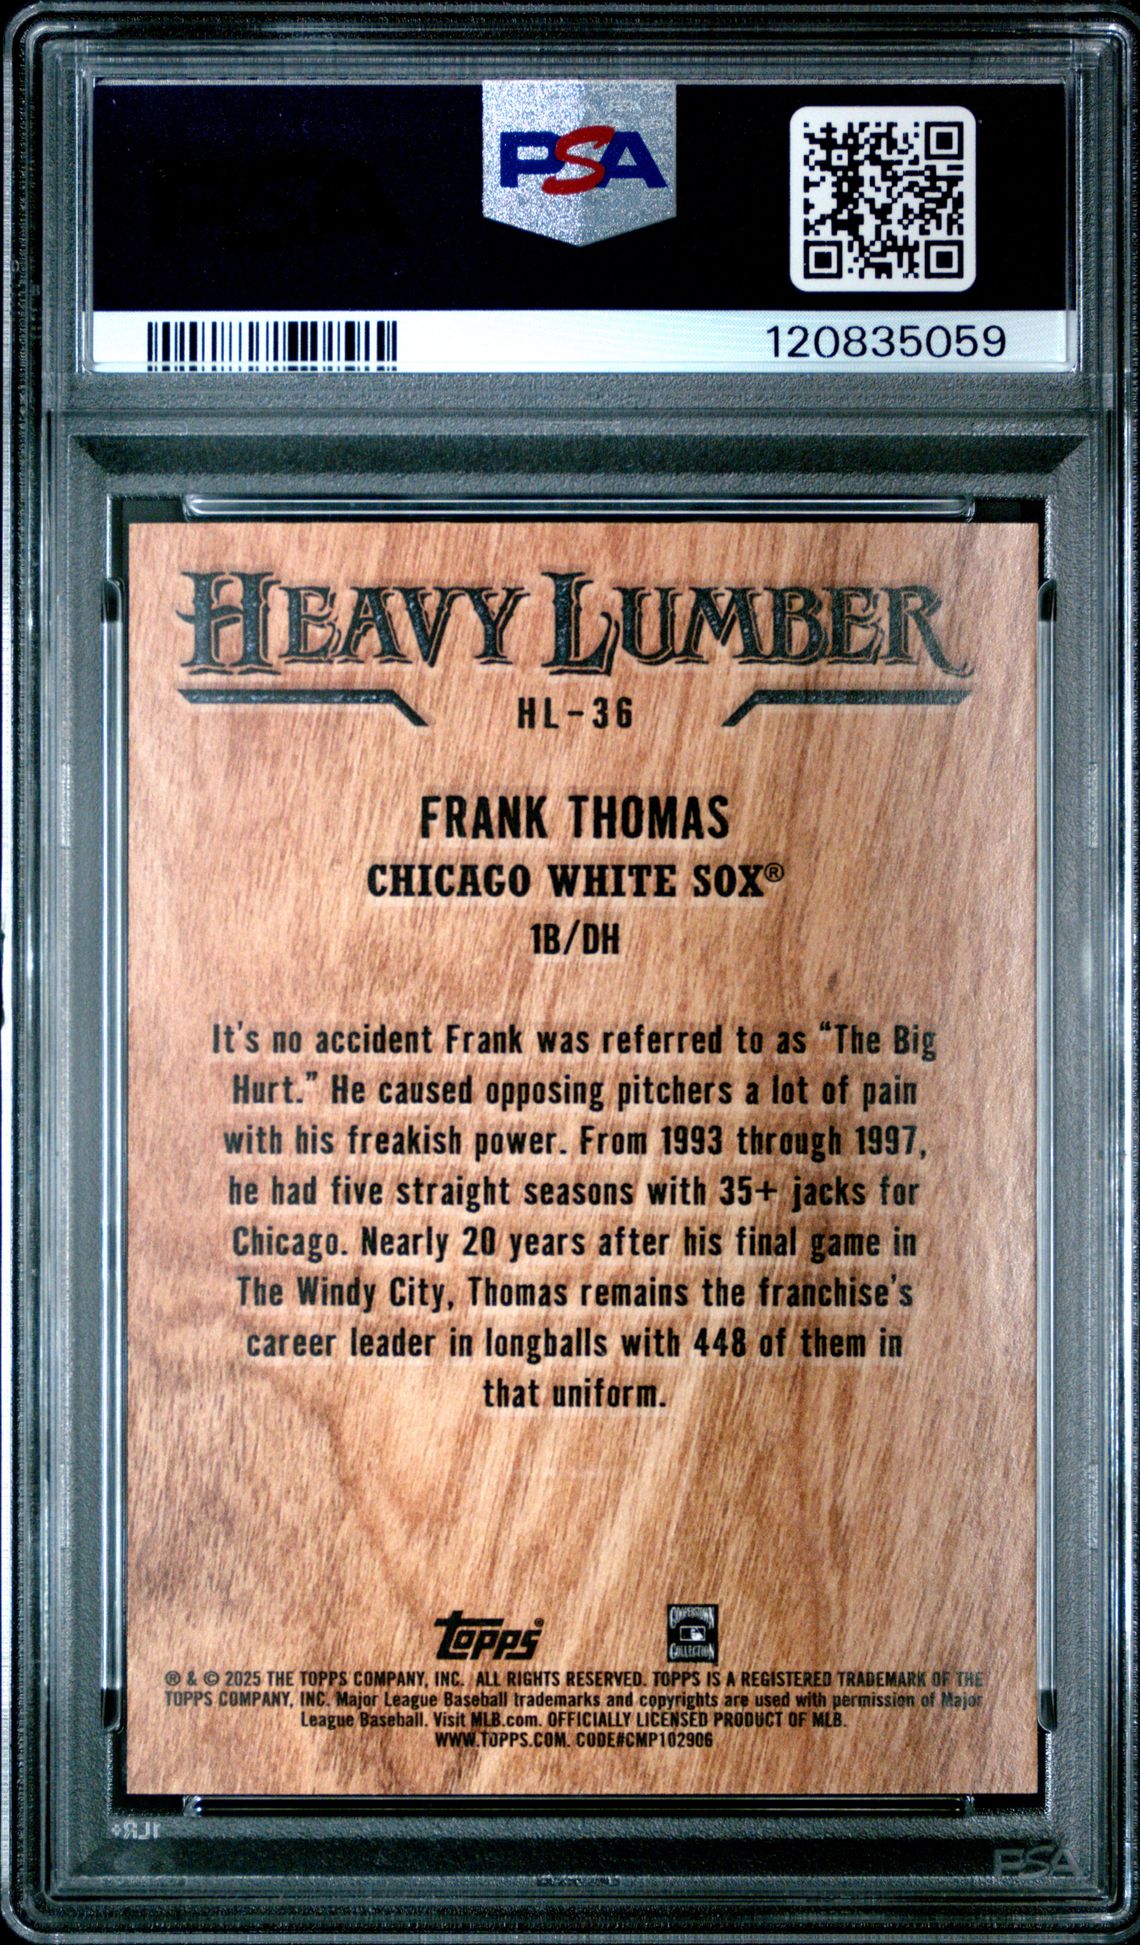 PSA
120835059
HEAVY LUMBER
HL-36
FRANK THOMAS
CHICAGO WHITE SOX®
1B/DH
It's no accident Frank was referred to as “The Big
Hurt.” He caused opposing pitchers a lot of pain
with his freakish power. From 1993 through 1997,
he had five straight seasons with 35+ jacks for
Chicago. Nearly 20 years after his final game in
The Windy City, Thomas remains the franchise's
career leader in longballs with 448 of them in
that uniform.
topps®
COOPERSTOWN
COLLECTION
® & © 2025 THE TOPPS COMPANY, INC. ALL RIGHTS RESERVED. TOPPS IS A REGISTERED TRADEMARK OF THE
TOPPS COMPANY, INC. Major League Baseball trademarks and copyrights are used with permission of Major
League Baseball. Visit MLB.com. OFFICIALLY LICENSED PRODUCT OF MLB.
WWW.TOPPS.COM. CODE#CMP102906
1LR+
PSA